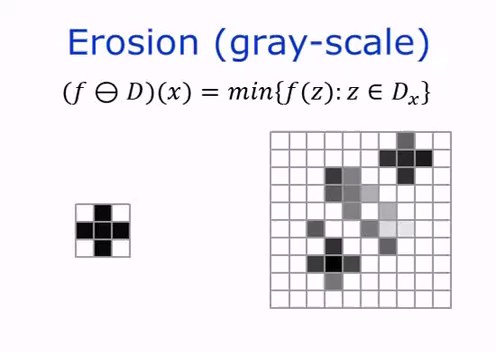 Erosion (gray-scale)
(f ⊖ D)(x) = min{f(z): z ∈ Dₓ}